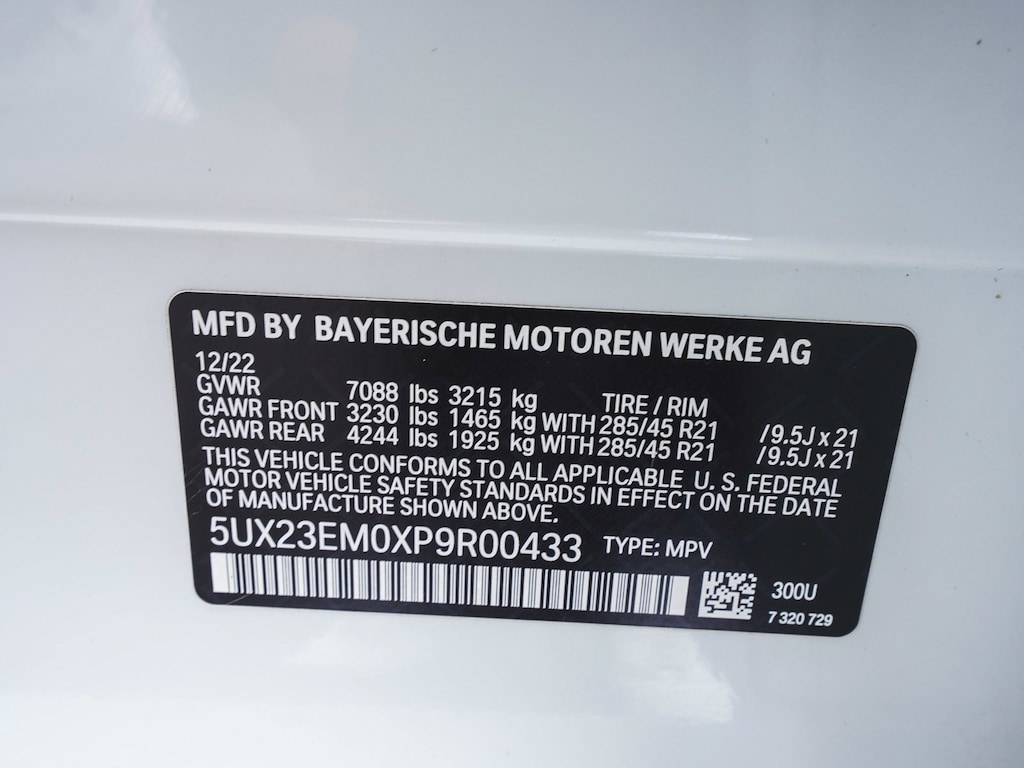 MFD BY BAYERISCHE MOTOREN WERKE AG
12/22
GVWR 7088 lbs 3215 kg TIRE / RIM
GAWR FRONT 3230 lbs 1465 kg WITH 285/45 R21 /9.5J x 21
GAWR REAR 4244 lbs 1925 kg WITH 285/45 R21 /9.5J x 21
THIS VEHICLE CONFORMS TO ALL APPLICABLE U. S. FEDERAL
MOTOR VEHICLE SAFETY STANDARDS IN EFFECT ON THE DATE
OF MANUFACTURE SHOWN ABOVE.
5UX23EM0XP9R00433 TYPE: MPV
300U
7 320 729